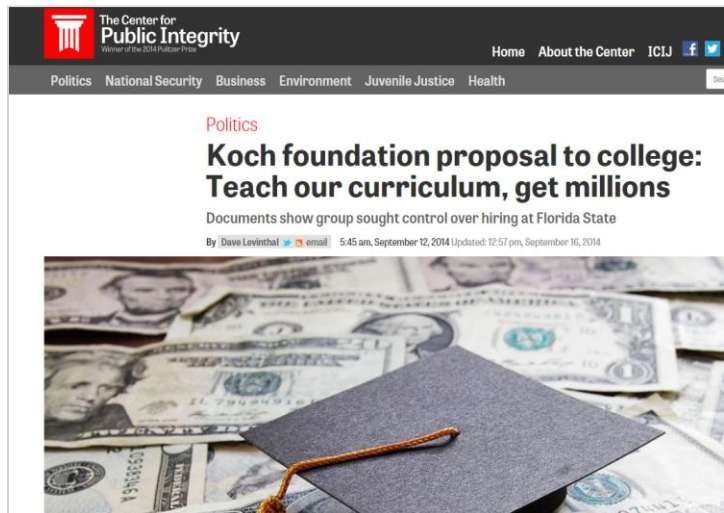 The Center for
Public Integrity
Winner of the 2014 Pulitzer Prize
Home About the Center ICIJ
Politics National Security Business Environment Juvenile Justice Health
Politics
Koch foundation proposal to college:
Teach our curriculum, get millions
Documents show group sought control over hiring at Florida State
By Dave Levinthal email 5:45 am, September 12, 2014 Updated: 12:57 pm, September 16, 2014